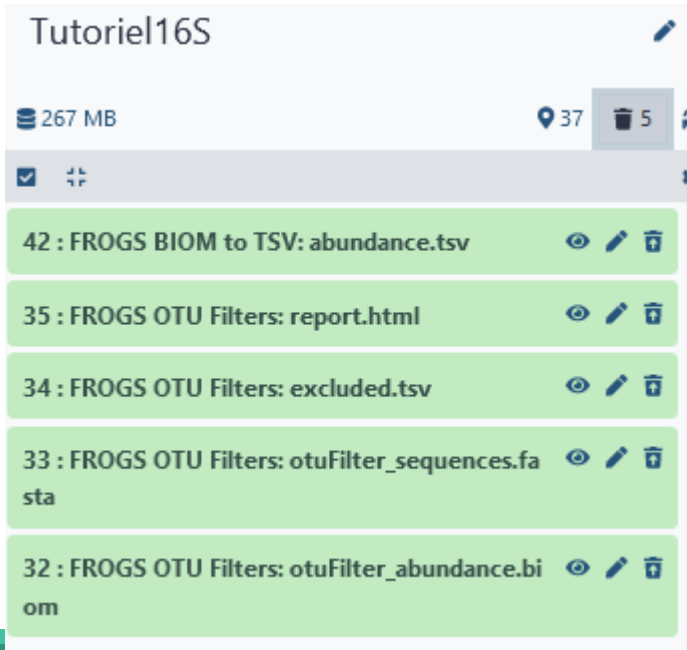 Tutoriel16S
267 MB 37 5
42 : FROGS BIOM to TSV: abundance.tsv
35 : FROGS OTU Filters: report.html
34 : FROGS OTU Filters: excluded.tsv
33 : FROGS OTU Filters: otuFilter_sequences.fa
sta
32 : FROGS OTU Filters: otuFilter_abundance.bi
om